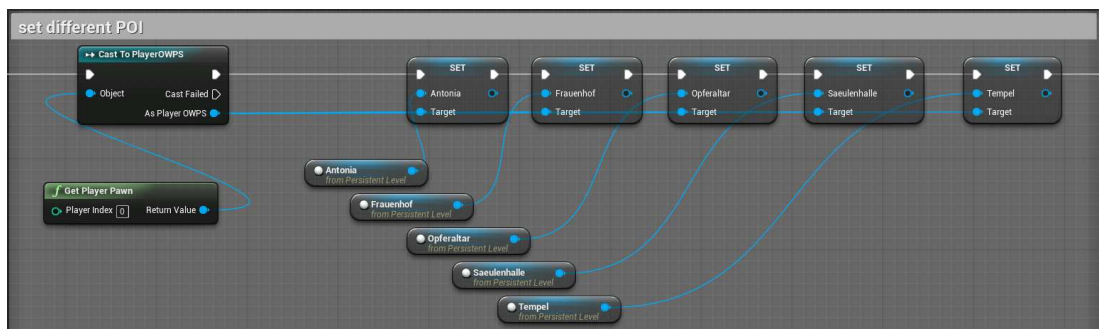 set different POI
Cast To PlayerOWPS
Object
Cast Failed
As Player OWPS
f Get Player Pawn
Player Index 0
Return Value
SET
Antonia
Target
SET
Frauenhof
Target
SET
Opferaltar
Target
SET
Saeulenhalle
Target
SET
Tempel
Target
Antonia
from Persistent Level
Frauenhof
from Persistent Level
Opferaltar
from Persistent Level
Saeulenhalle
from Persistent Level
Tempel
from Persistent Level